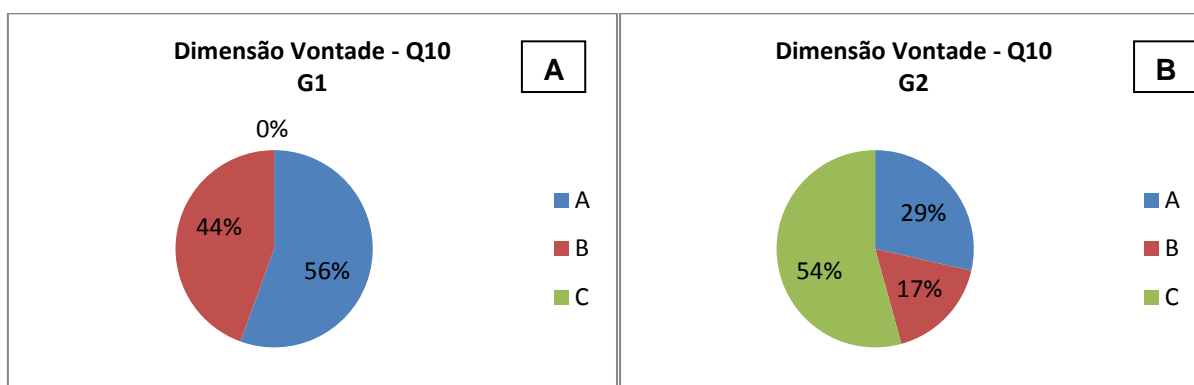 Dimensão Vontade - Q10
G1
A
0%
44%
56%
A
B
C
Dimensão Vontade - Q10
G2
B
29%
54%
17%
A
B
C